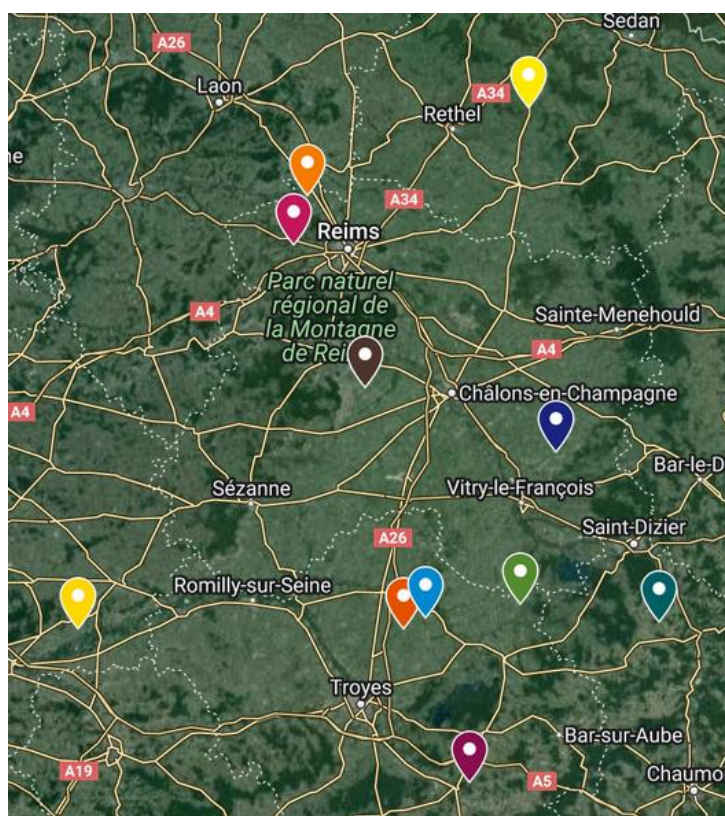 Sedan
A26
Laon
A34
Rethel
ne
A34
Reims
Parc naturel
régional de
la Montagne
de Rei
A4
Sainte-Menehould
A4
Châlons-en-Champagne
A4
Bar-le-D
Sézanne
Vitry-le-François
A26
Saint-Dizier
Romilly-sur-Seine
Troyes
Bar-sur-Aube
A19
A5
Chaumo